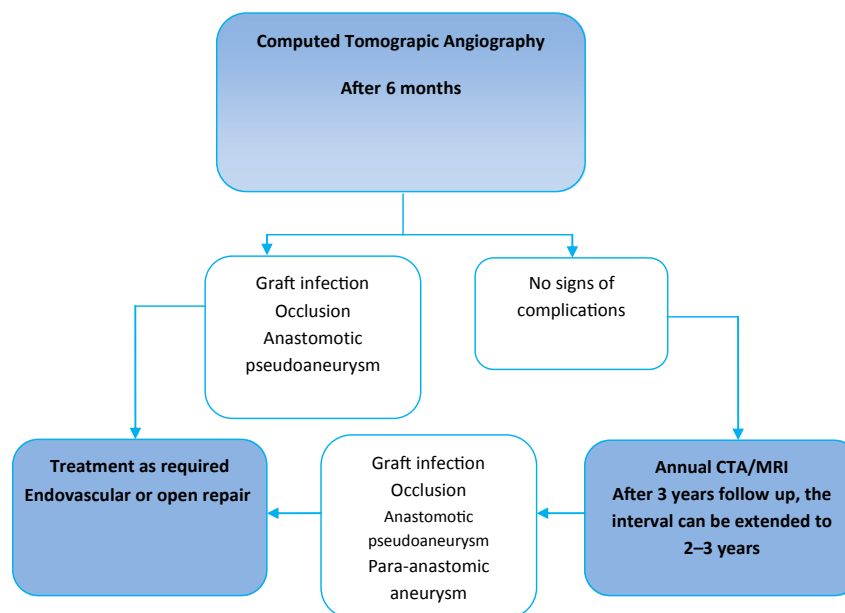 Computed Tomograpic Angiography
After 6 months
Graft infection
Occlusion
Anastomotic
pseudoaneurysm
No signs of
complications
Treatment as required
Endovascular or open repair
Graft infection
Occlusion
Anastomotic
pseudoaneurysm
Para-anastomic
aneurysm
Annual CTA/MRI
After 3 years follow up, the
interval can be extended to
2–3 years